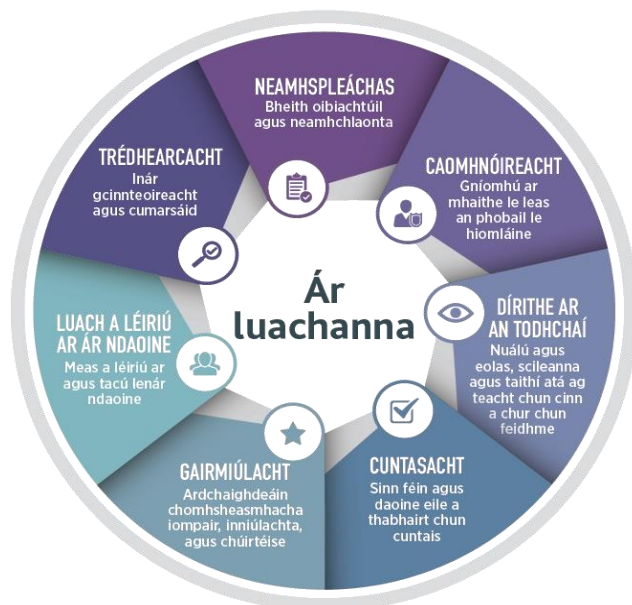 NEAMHSPLEÁCHAS
Bheith oibiachtúil
agus neamhchlaonta
CAOMHNÓIREACHT
Gníomhú ar
mhaithe le leas
an phobail le
hiomláine
DÍRITHE AR
AN TODHCHAÍ
Nuálú agus
eolas, scileanna
agus taithí atá ag
teacht chun cinn
a chur chun
feidhme
CUNTASACHT
Sinn féin agus
daoine eile a
thabhairt chun
cuntais
GAIRMIÚLACHT
Ardchaighdeáin
chomhsheasmhacha
iompair, inniúlachta,
agus chúirtéise
LUACH A LÉIRIÚ
AR ÁR NDAOINE
Meas a léiriú ar
agus tacú lenár
ndaoine
TRÉDHEARCACHT
Inár
gcinnteoireacht
agus cumarsáid
Ár
luachanna